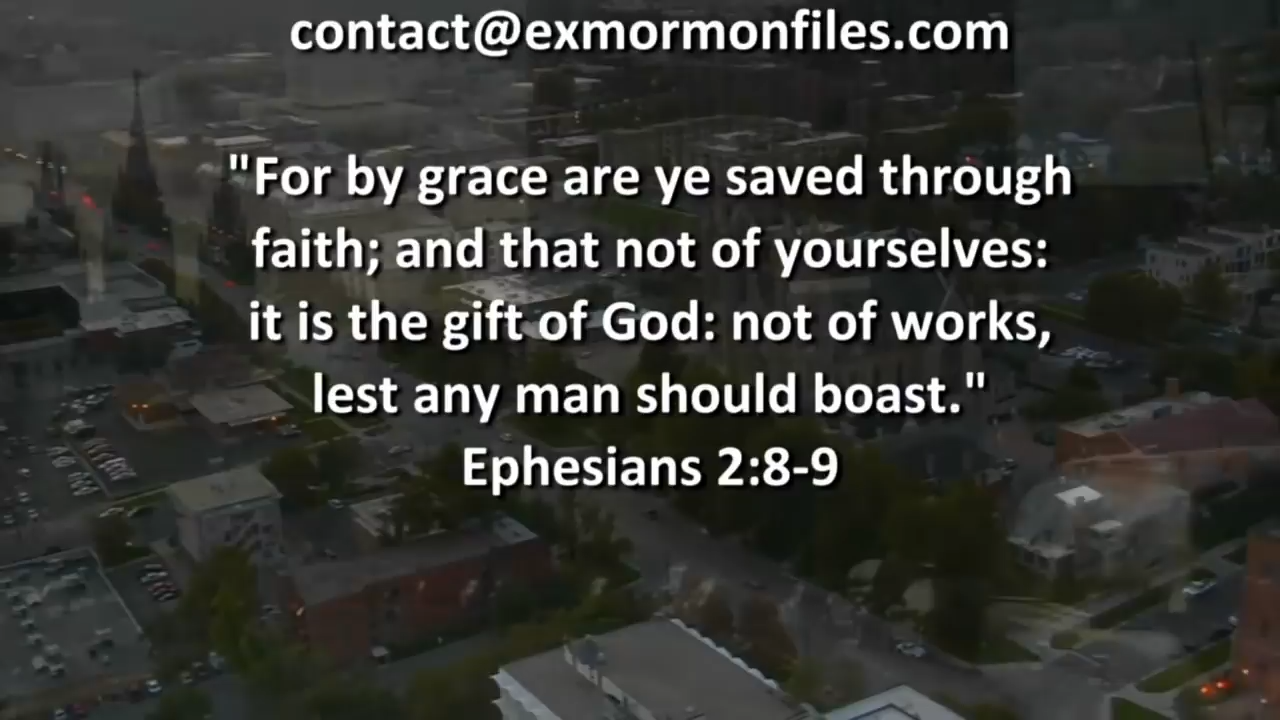 contact@exmormonfiles.com
"For by grace are ye saved through
faith; and that not of yourselves:
it is the gift of God: not of works,
lest any man should boast."
Ephesians 2:8-9